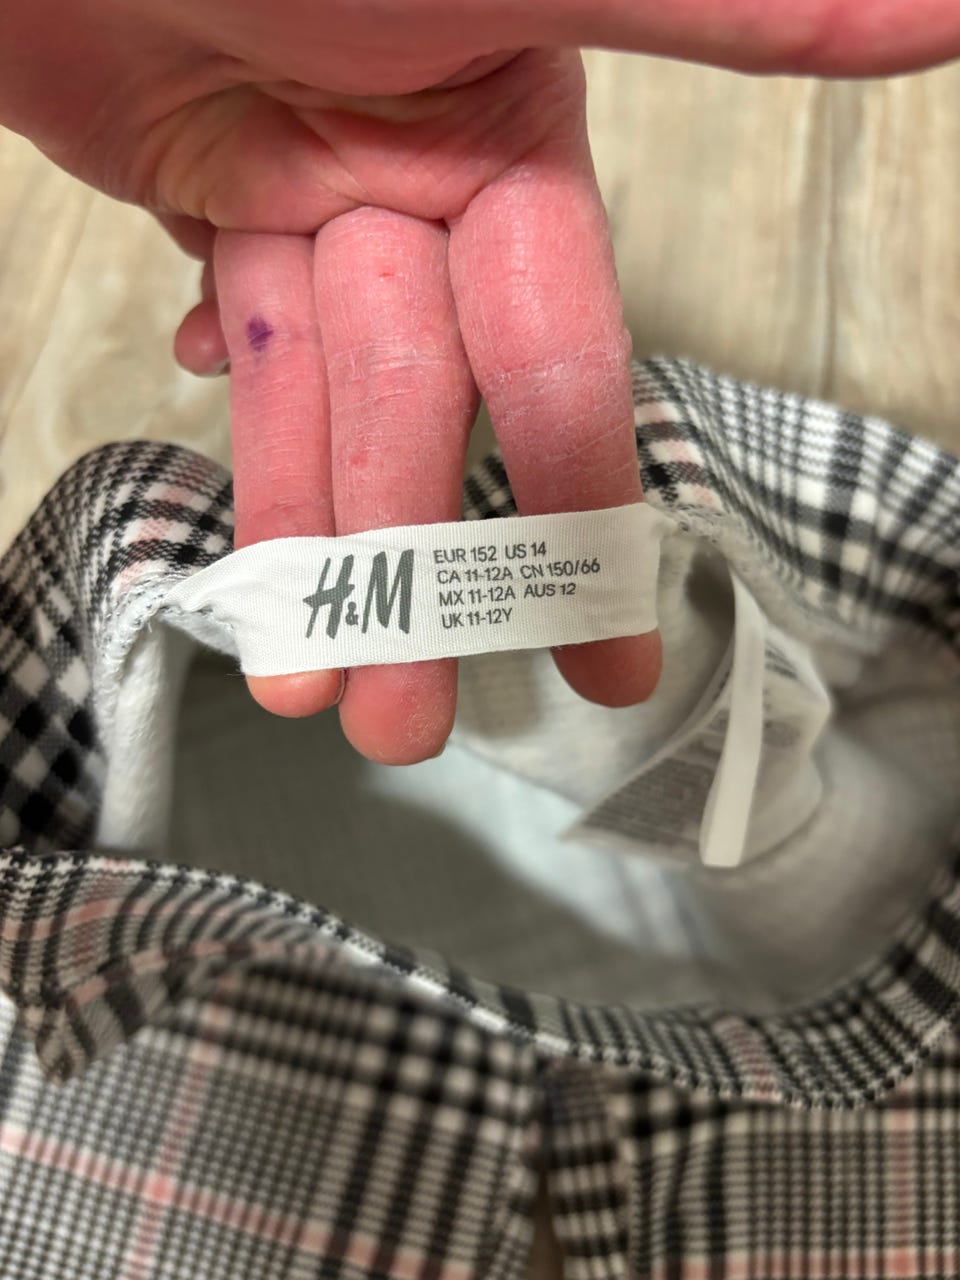 H&M
EUR 152 US 14
CA 11-12A CN 150/66
MX 11-12A AUS 12
UK 11-12Y